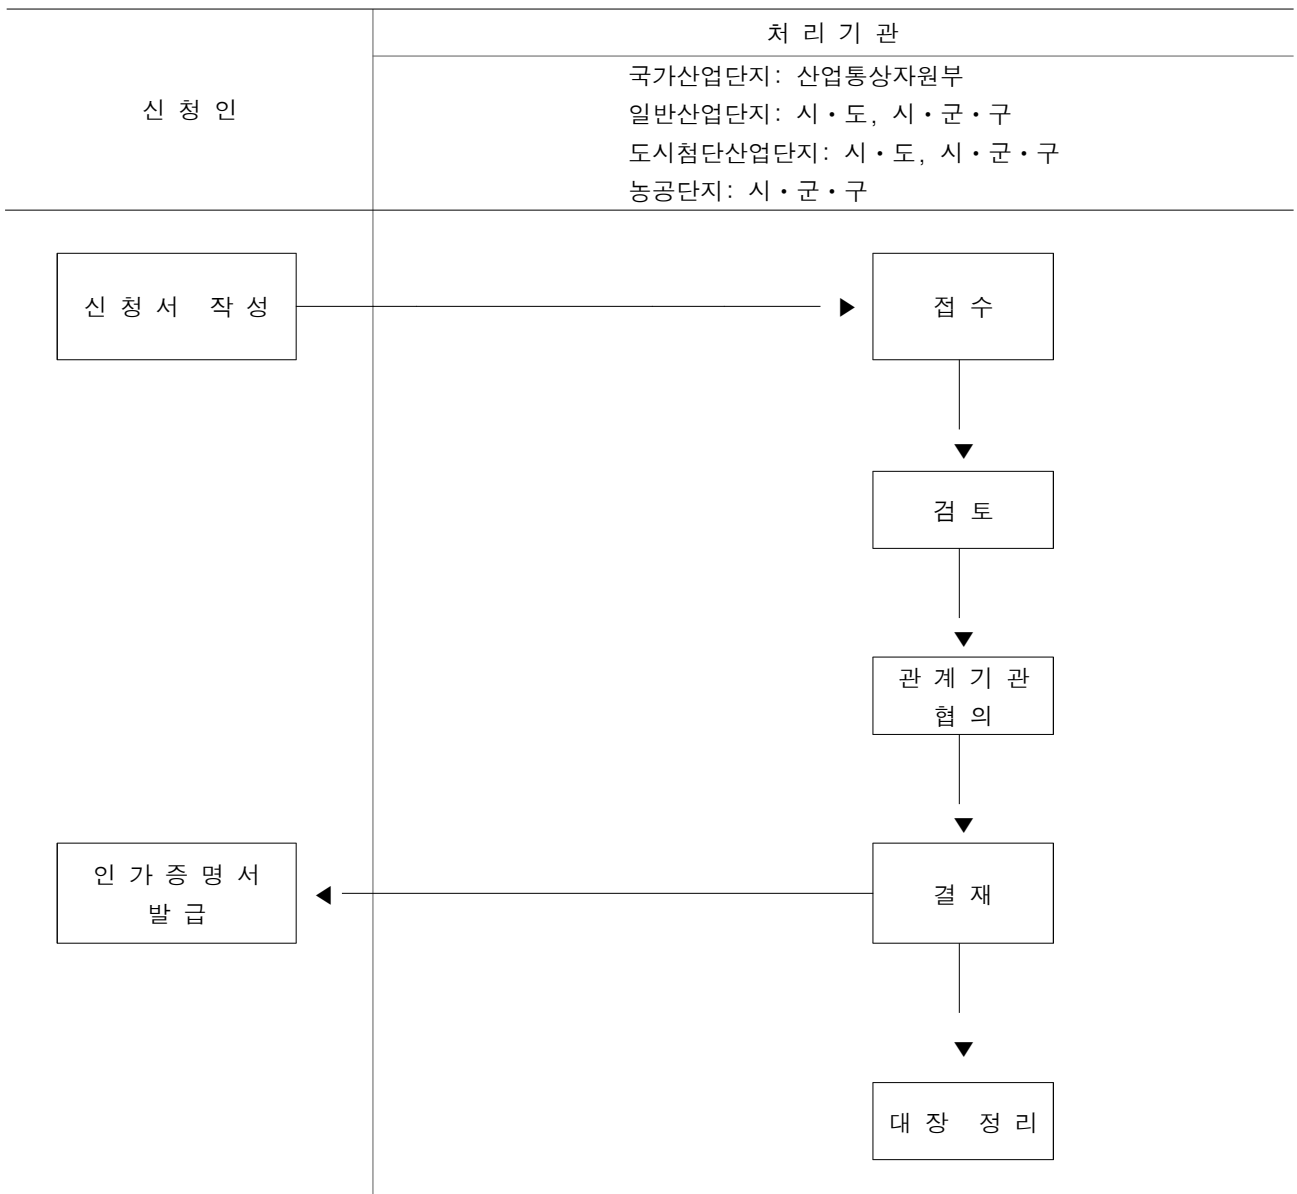 처 리 기 관
신 청 인
국가산업단지: 산업통상자원부
일반산업단지: 시・도, 시・군・구
도시첨단산업단지: 시・도, 시・군・구
농공단지: 시・군・구
신 청 서 작 성
접 수
검 토
관 계 기 관
협 의
인 가 증 명 서
발 급
결 재
대 장 정 리